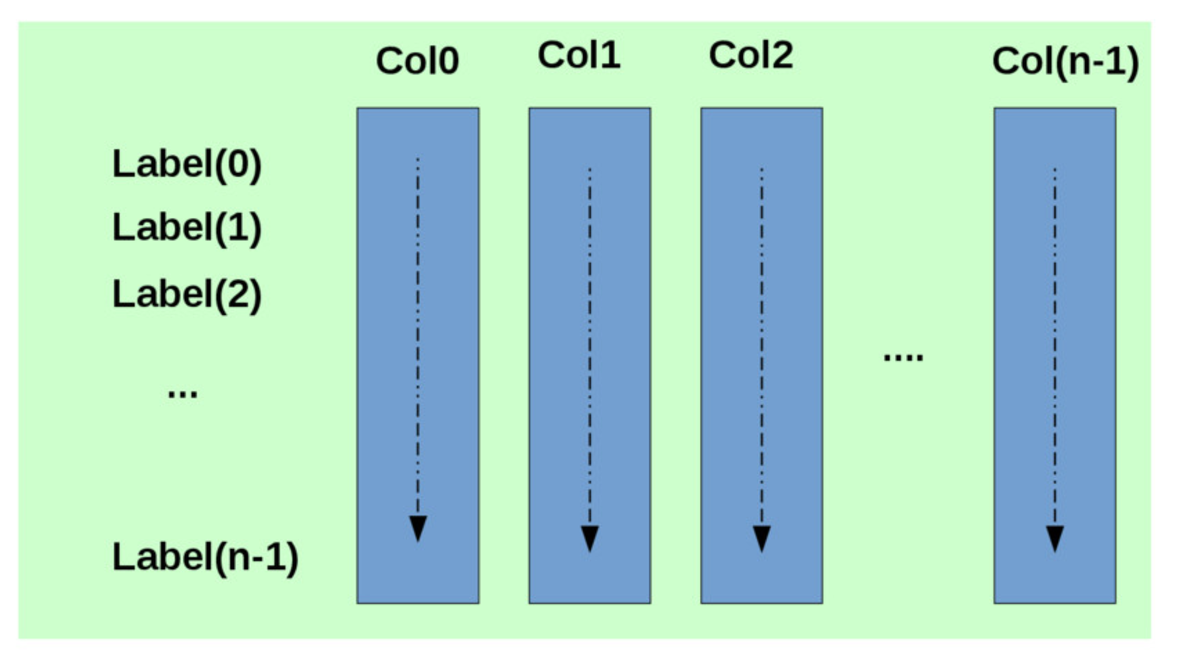 Col0 Col1 Col2 Col(n-1)
Label(0)
Label(1)
Label(2)
....
...
Label(n-1)